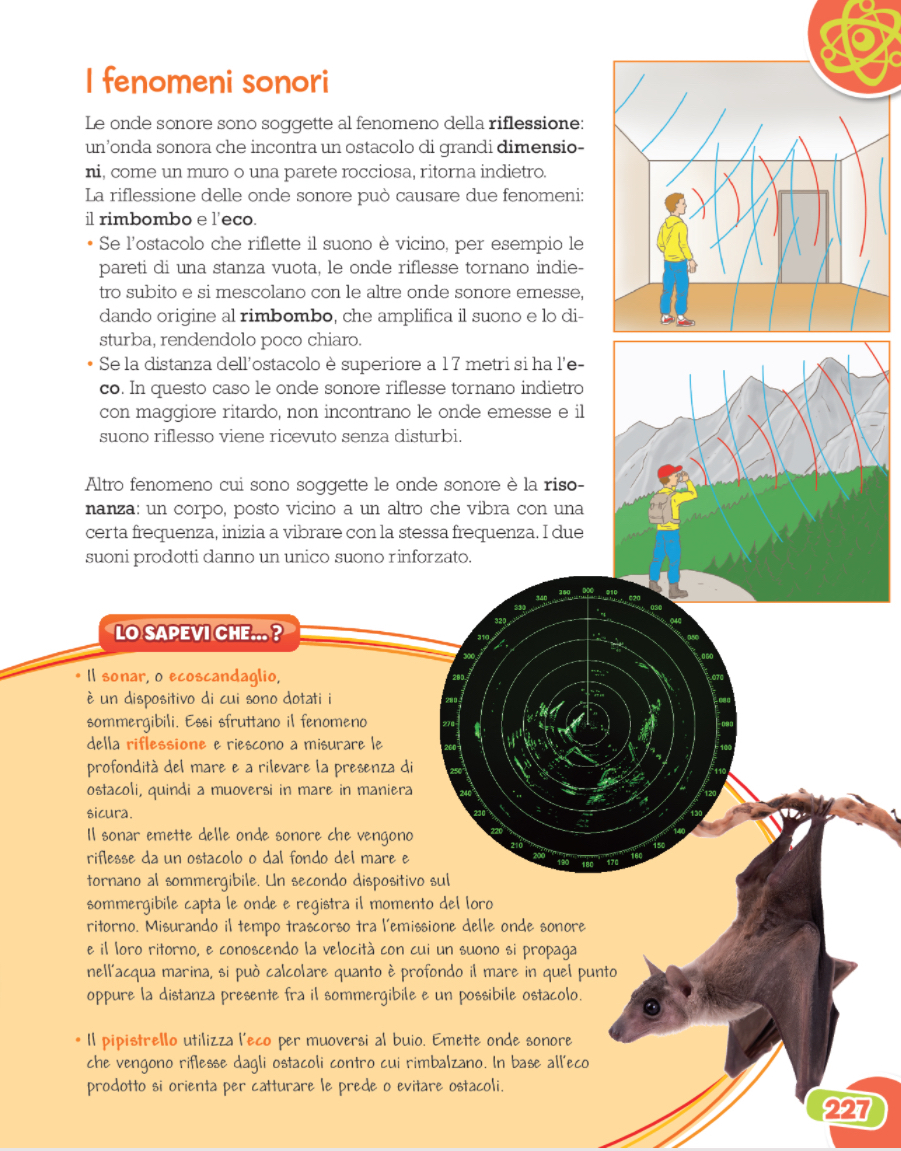 I fenomeni sonori
Le onde sonore sono soggette al fenomeno della riflessione:
un'onda sonora che incontra un ostacolo di grandi dimensio-
ni, come un muro o una parete rocciosa, ritorna indietro.
La riflessione delle onde sonore può causare due fenomeni:
il rimbombo e l'eco.
• Se l'ostacolo che riflette il suono è vicino, per esempio le
pareti di una stanza vuota, le onde riflesse tornano indie-
tro subito e si mescolano con le altre onde sonore emesse,
dando origine al rimbombo, che amplifica il suono e lo di-
sturba, rendendolo poco chiaro.
• Se la distanza dell'ostacolo è superiore a 17 metri si ha l'e-
co. In questo caso le onde sonore riflesse tornano indietro
con maggiore ritardo, non incontrano le onde emesse e il
suono riflesso viene ricevuto senza disturbi.
Altro fenomeno cui sono soggette le onde sonore è la riso-
nanza: un corpo, posto vicino a un altro che vibra con una
certa frequenza, inizia a vibrare con la stessa frequenza. I due
suoni prodotti danno un unico suono rinforzato.
LO SAPEVI CHE... ?
• Il sonar, o ecoscandaglio,
è un dispositivo di cui sono dotati i
sommergibili. Essi sfruttano il fenomeno
della riflessione e riescono a misurare le
profondità del mare e a rilevare la presenza di
ostacoli, quindi a muoversi in mare in maniera
sicura.
Il sonar emette delle onde sonore che vengono
riflesse da un ostacolo o dal fondo del mare e
tornano al sommergibile. Un secondo dispositivo sul
sommergibile capta le onde e registra il momento del loro
ritorno. Misurando il tempo trascorso tra l'emissione delle onde sonore
e il loro ritorno, e conoscendo la velocità con cui un suono si propaga
nell'acqua marina, si può calcolare quanto è profondo il mare in quel punto
oppure la distanza presente fra il sommergibile e un possibile ostacolo.
• Il pipistrello utilizza l'eco per muoversi al buio. Emette onde sonore
che vengono riflesse dagli ostacoli contro cui rimbalzano. In base all'eco
prodotto si orienta per catturare le prede o evitare ostacoli.
000
010
020
030
040
050
060
070
080
090
100
110
120
130
140
150
160
170
180
190
200
210
220
230
240
250
260
270
280
290
300
310
320
330
340
350
227